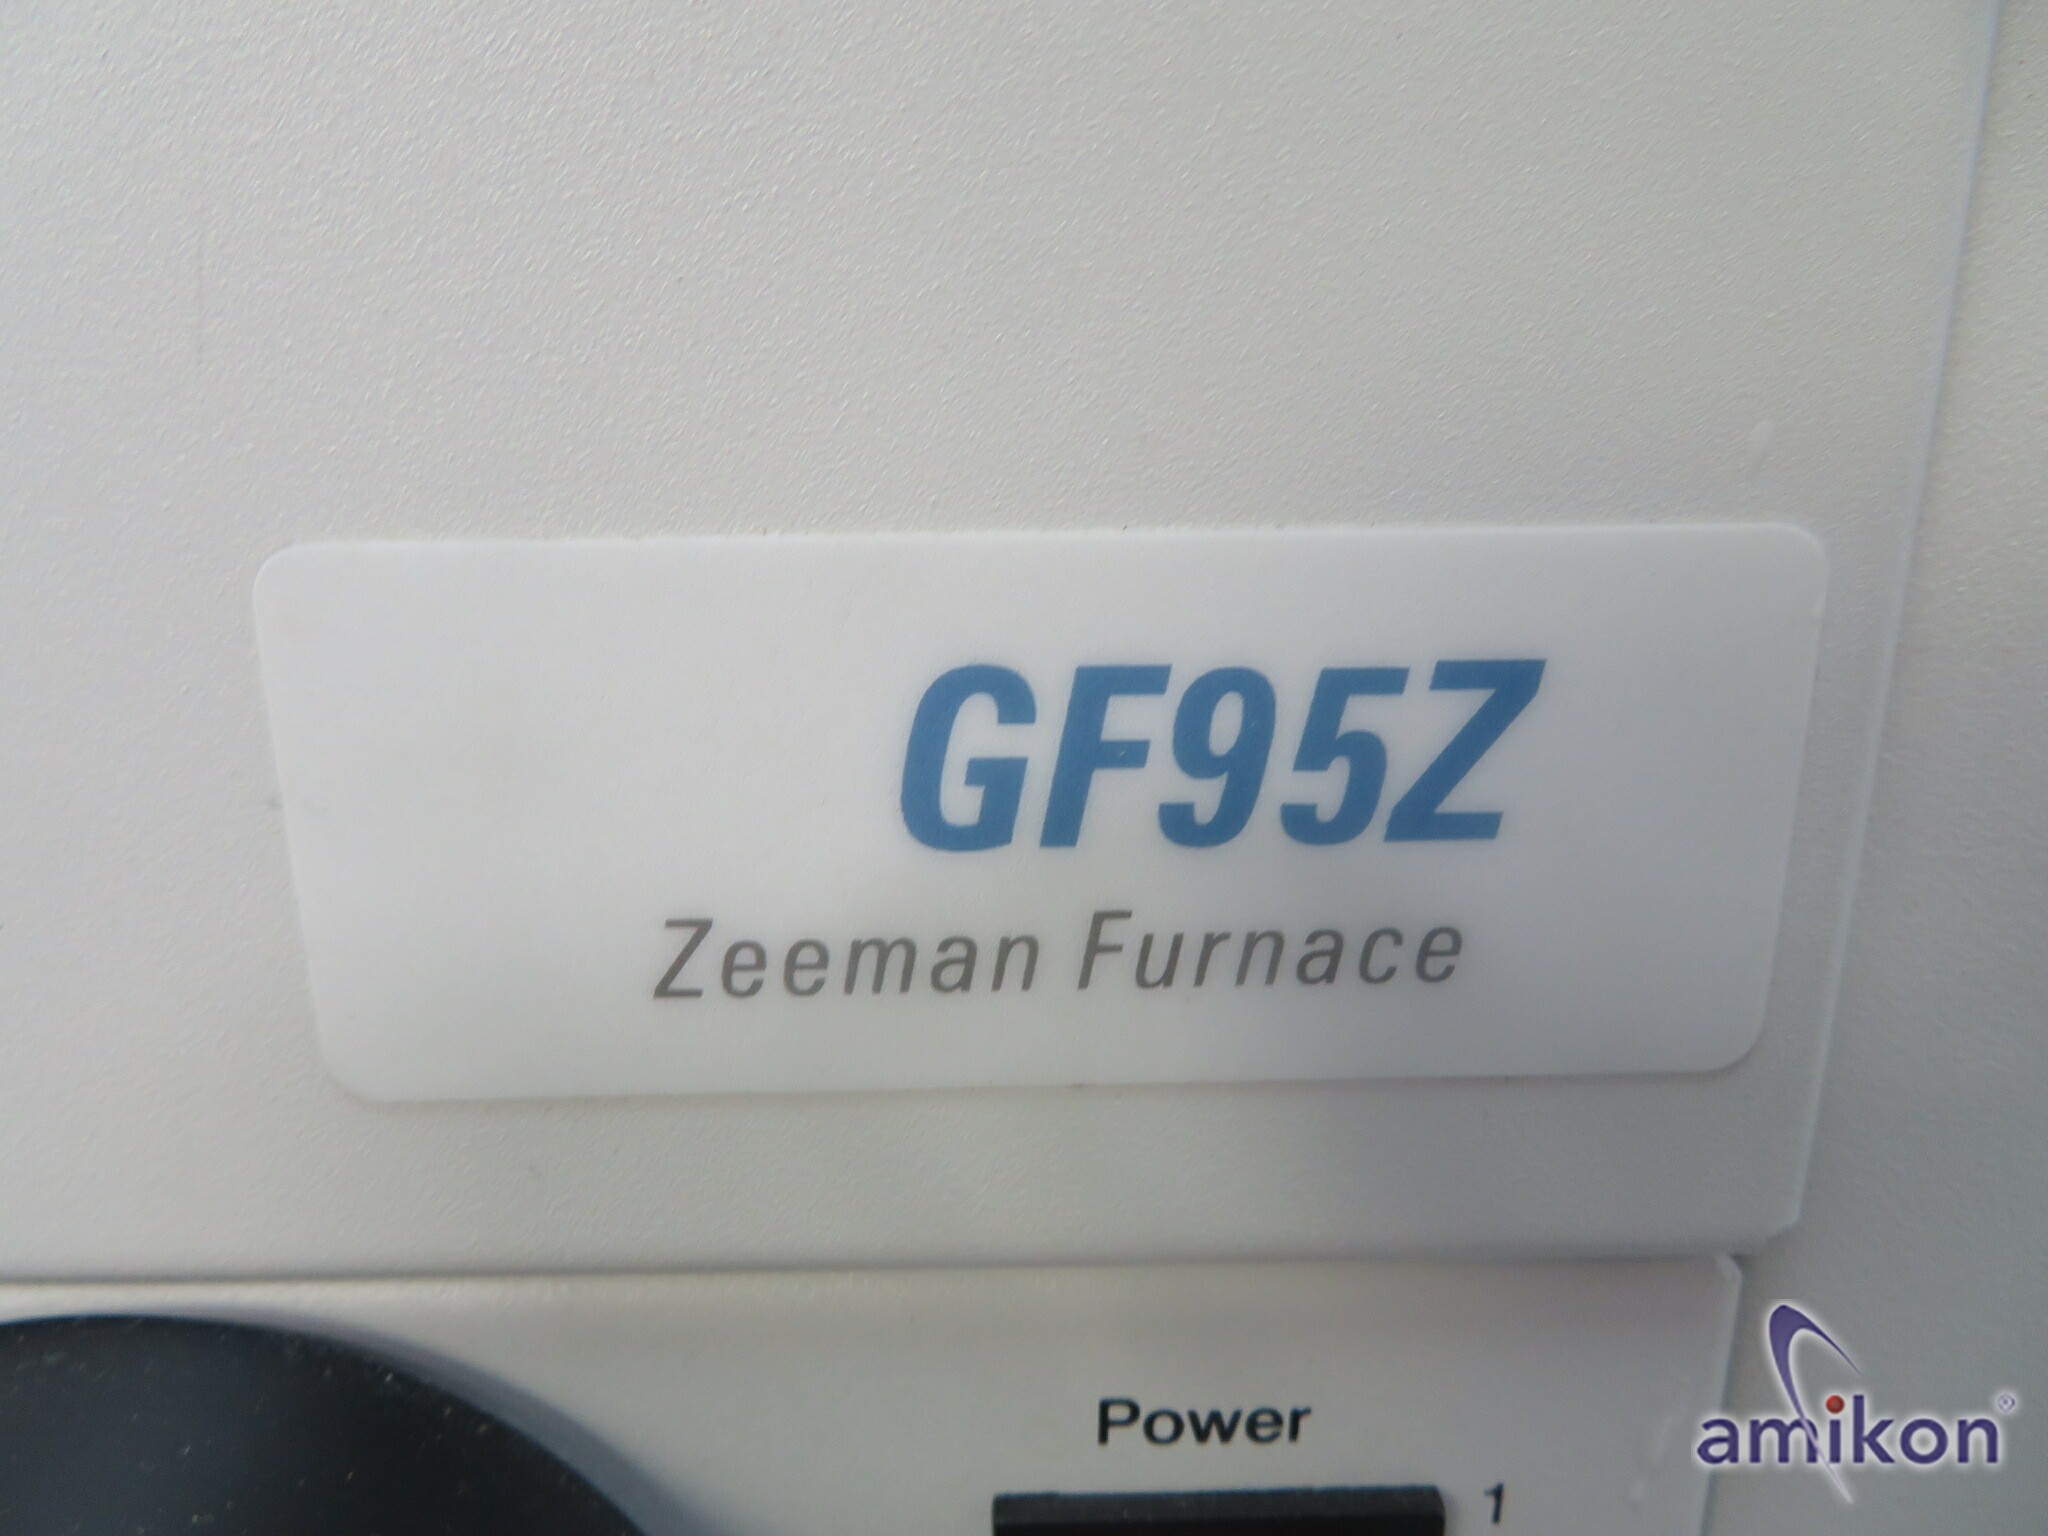 GF95Z
Zeeman Furnace
Power
1
amikon®